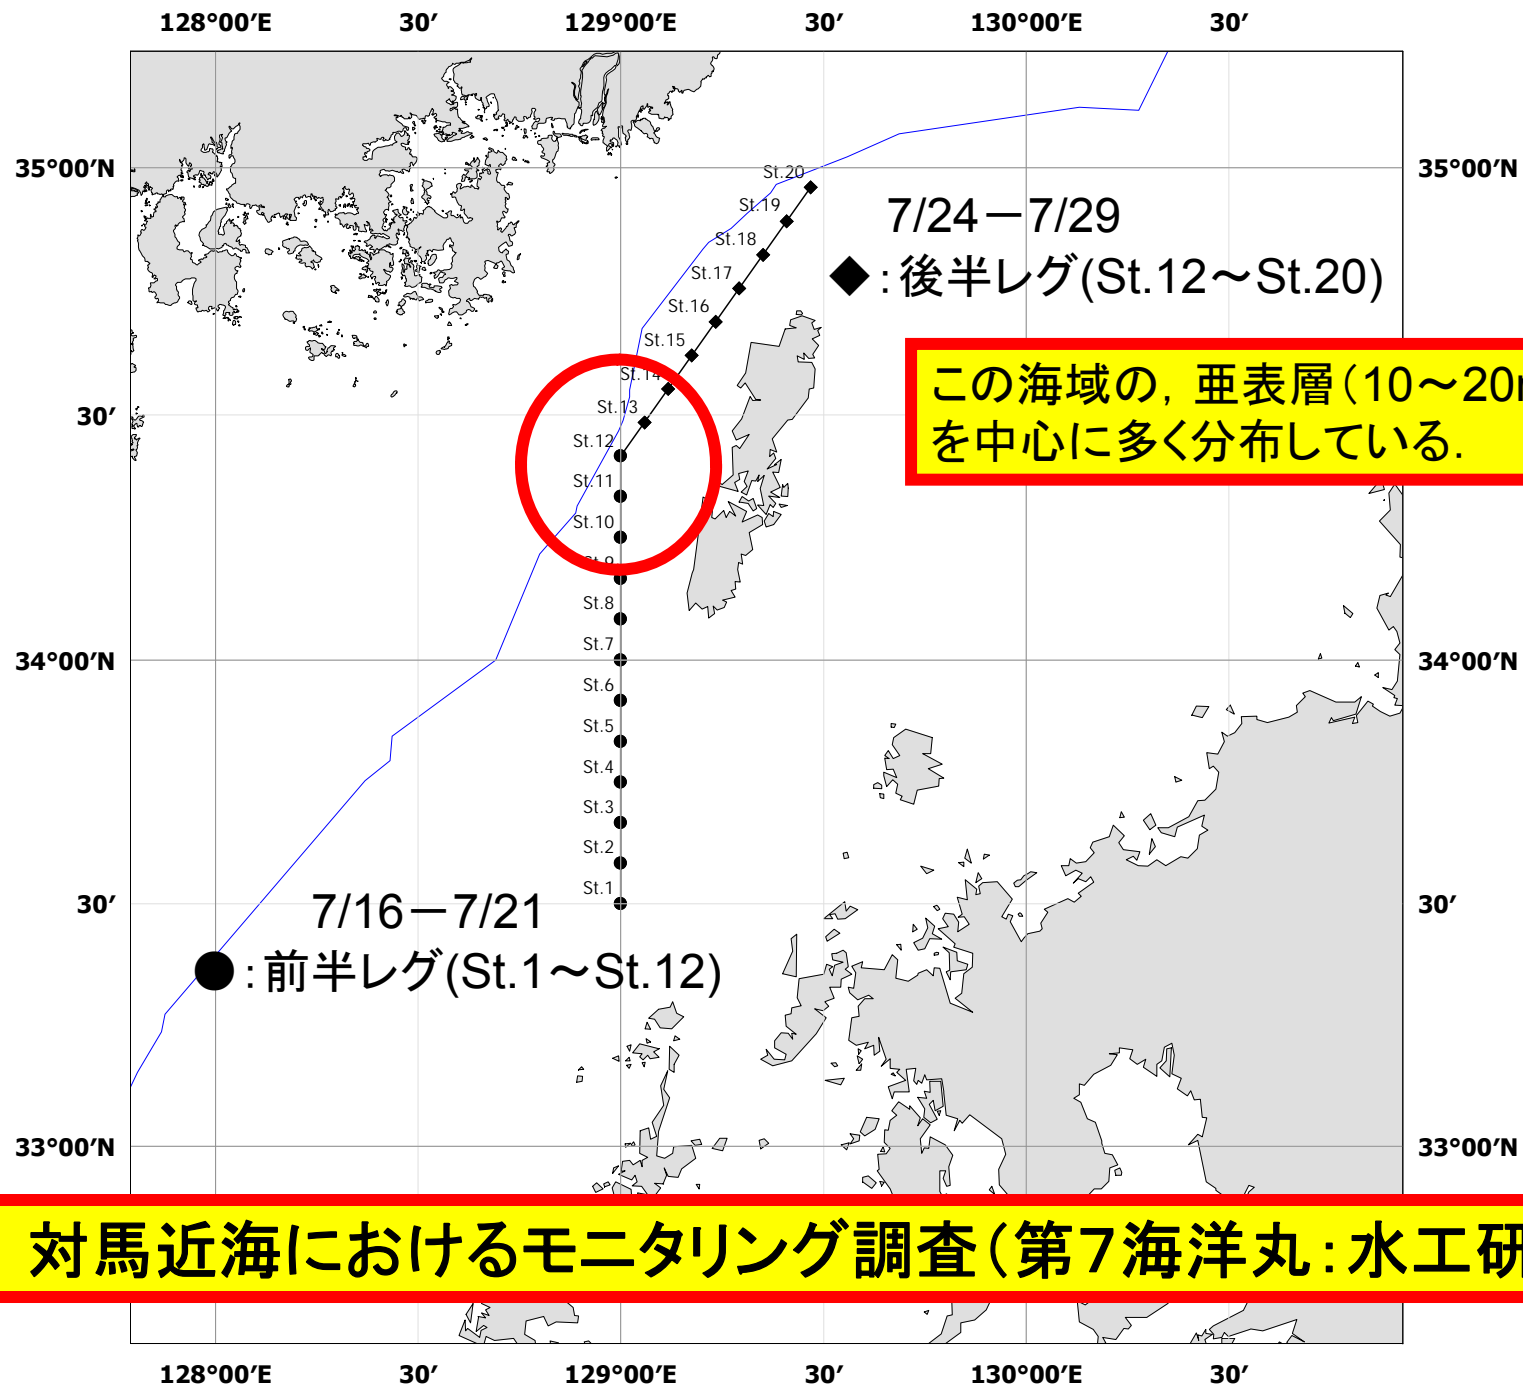 128°00′E 30′ 129°00′E 30′ 130°00′E 30′
35°00′N 35°00′N
St.20
7/24－7/29
St.19
◆：後半レグ(St.12～St.20)
St.18
St.17
St.16
St.15
この海域の，亜表層（10～20m
を中心に多く分布している．
St.14
St.13
30′
St.12
St.11
St.10
St.9
St.8
St.7
34°00′N 34°00′N
St.6
St.5
St.4
St.3
St.2
St.1
30′ 30′
7/16－7/21
●：前半レグ(St.1～St.12)
33°00′N 33°00′N
対馬近海におけるモニタリング調査（第７海洋丸：水工研
128°00′E 30′ 129°00′E 30′ 130°00′E 30′